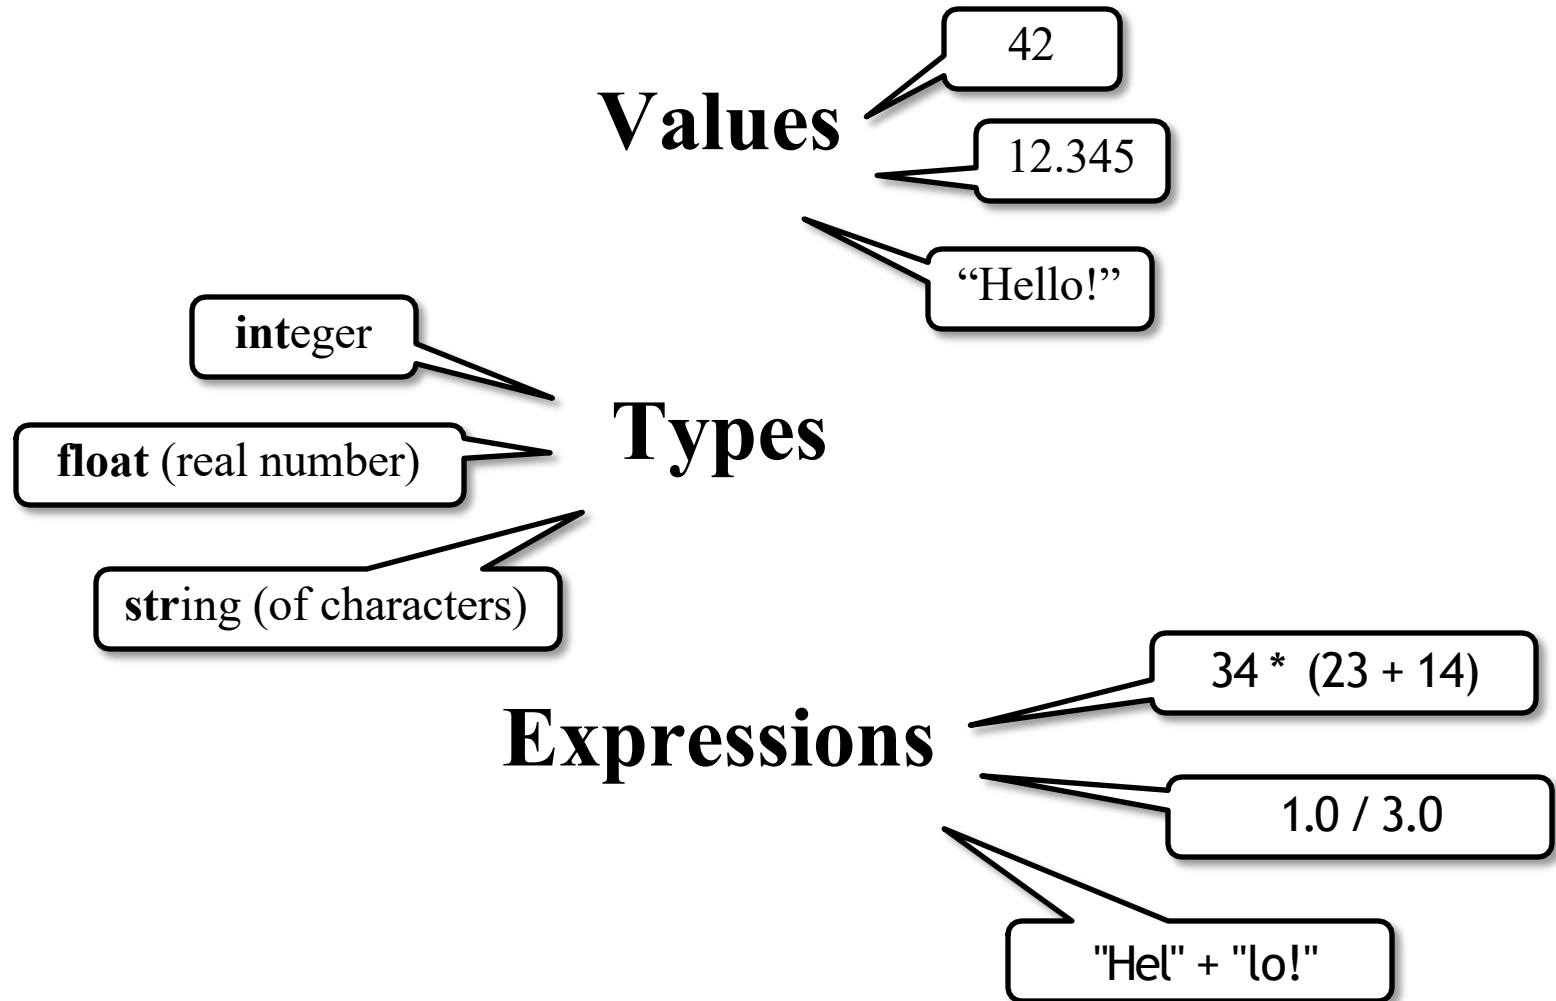 42
Values
12.345
“Hello!”
integer
Types
float (real number)
string (of characters)
34 * (23 + 14)
Expressions
1.0 / 3.0
"Hel" + "lo!"